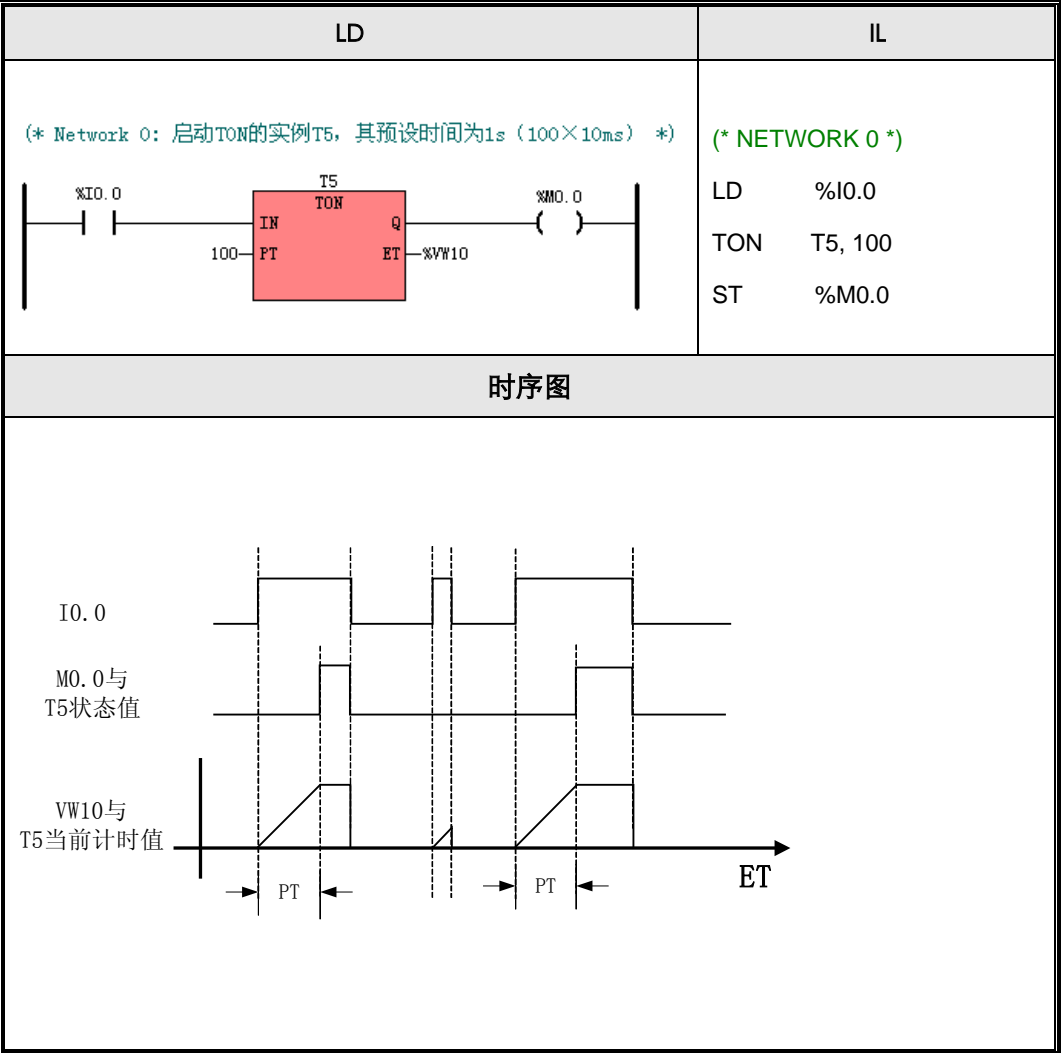 LD
IL
(* Network 0: 启动TON的实例T5，其预设时间为1s（100×10ms） *)
%I0.0
T5
TON
%M0.0
IN
Q
100
PT
ET
%VW10
(* NETWORK 0 *)
LD %I0.0
TON T5, 100
ST %M0.0
时序图
I0.0
M0.0与
T5状态值
VW10与
T5当前计时值
ET
PT
PT